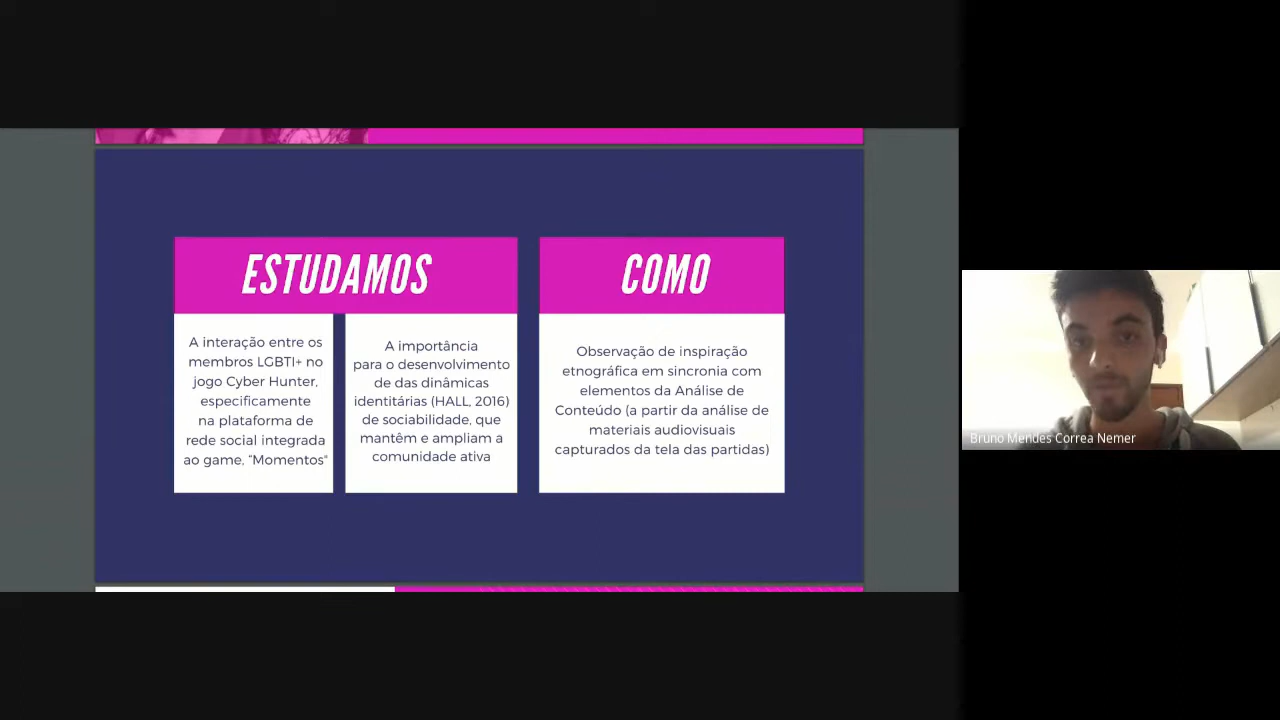 ESTUDAMOS
A interação entre os
membros LGBTI+ no
jogo Cyber Hunter,
especificamente
na plataforma de
rede social integrada
ao game, "Momentos"
A importância
para o desenvolvimento
de das dinâmicas
identitárias (HALL, 2016)
de sociabilidade, que
mantêm e ampliam a
comunidade ativa
COMO
Observação de inspiração
etnográfica em sincronia com
elementos da Análise de
Conteúdo (a partir da análise de
materiais audiovisuais
capturados da tela das partidas)
Bruno Mendes Correa Nemer